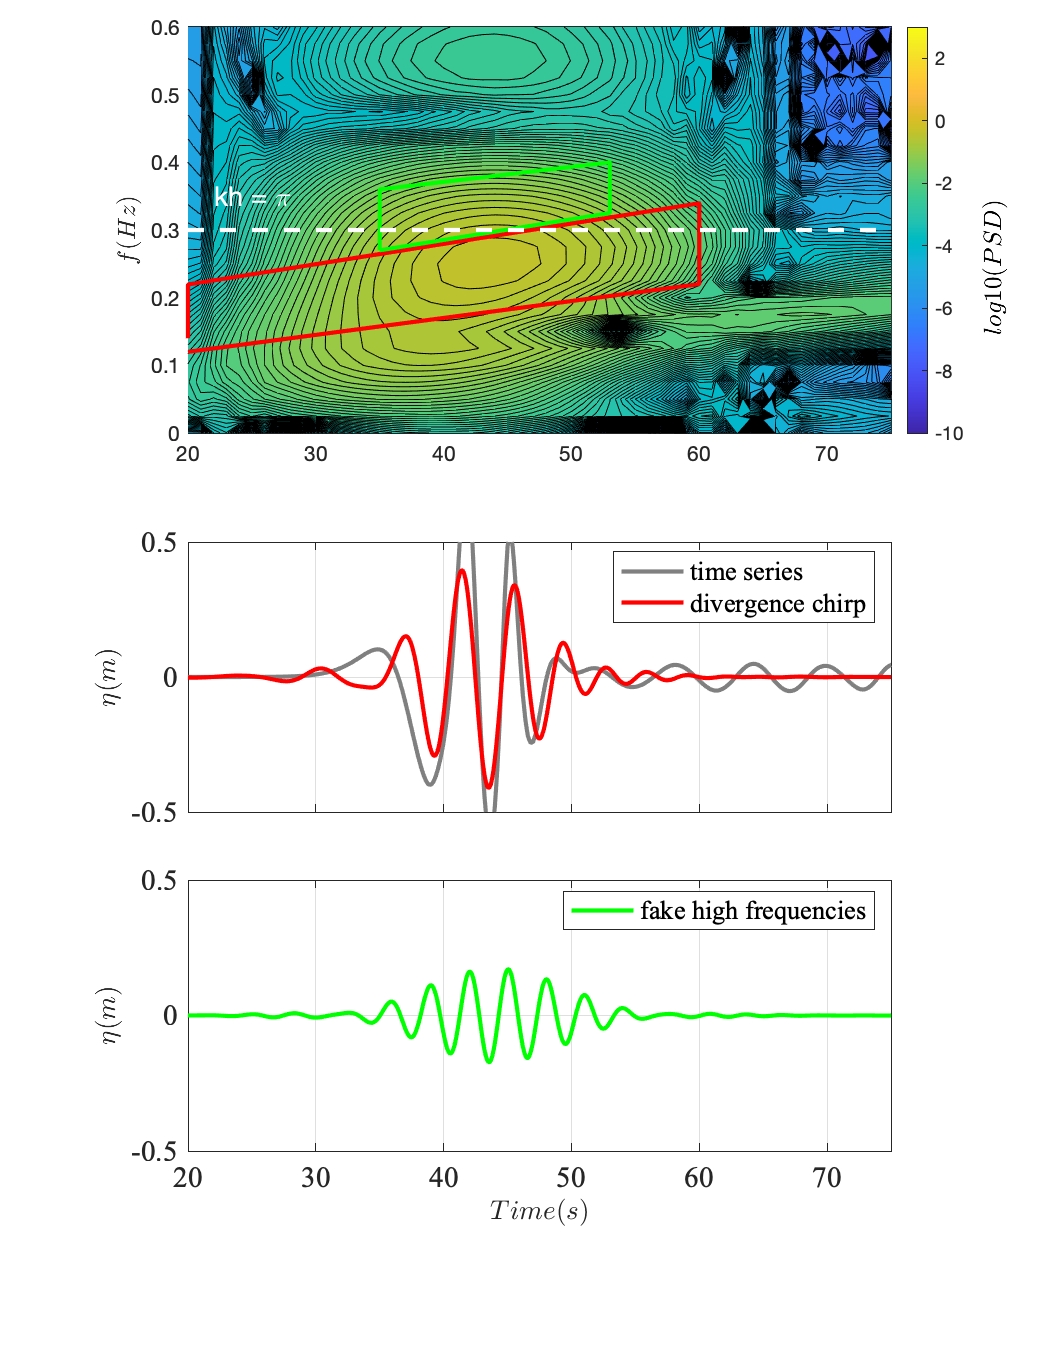 0.6
0.5
0.4
0.3
0.2
0.1
0
f(Hz)
kh = π
20 30 40 50 60 70
2
0
-2
-4
-6
-8
-10
log10(PSD)
0.5
0
-0.5
η(m)
time series
divergence chirp
0.5
0
-0.5
η(m)
fake high frequencies
20 30 40 50 60 70
Time(s)